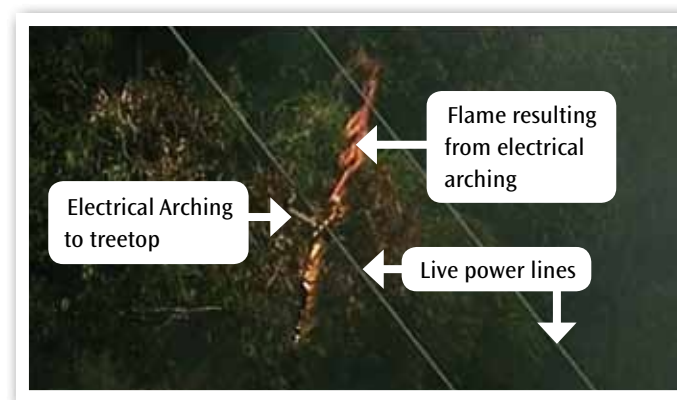 Flame resulting
from electrical
arching
Electrical Arching
to treetop
Live power lines